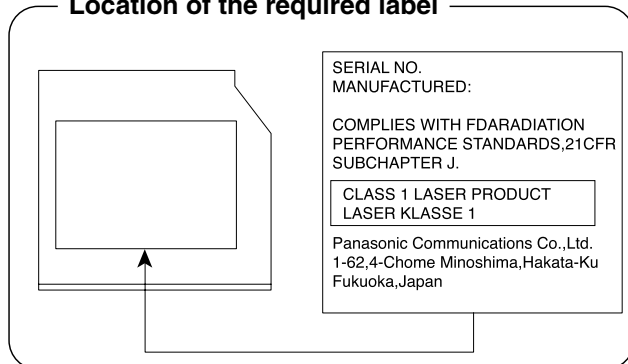 Location of the required label
SERIAL NO.
MANUFACTURED:
COMPLIES WITH FDARADIATION
PERFORMANCE STANDARDS,21CFR
SUBCHAPTER J.
CLASS 1 LASER PRODUCT
LASER KLASSE 1
Panasonic Communications Co.,Ltd.
1-62,4-Chome Minoshima,Hakata-Ku
Fukuoka,Japan